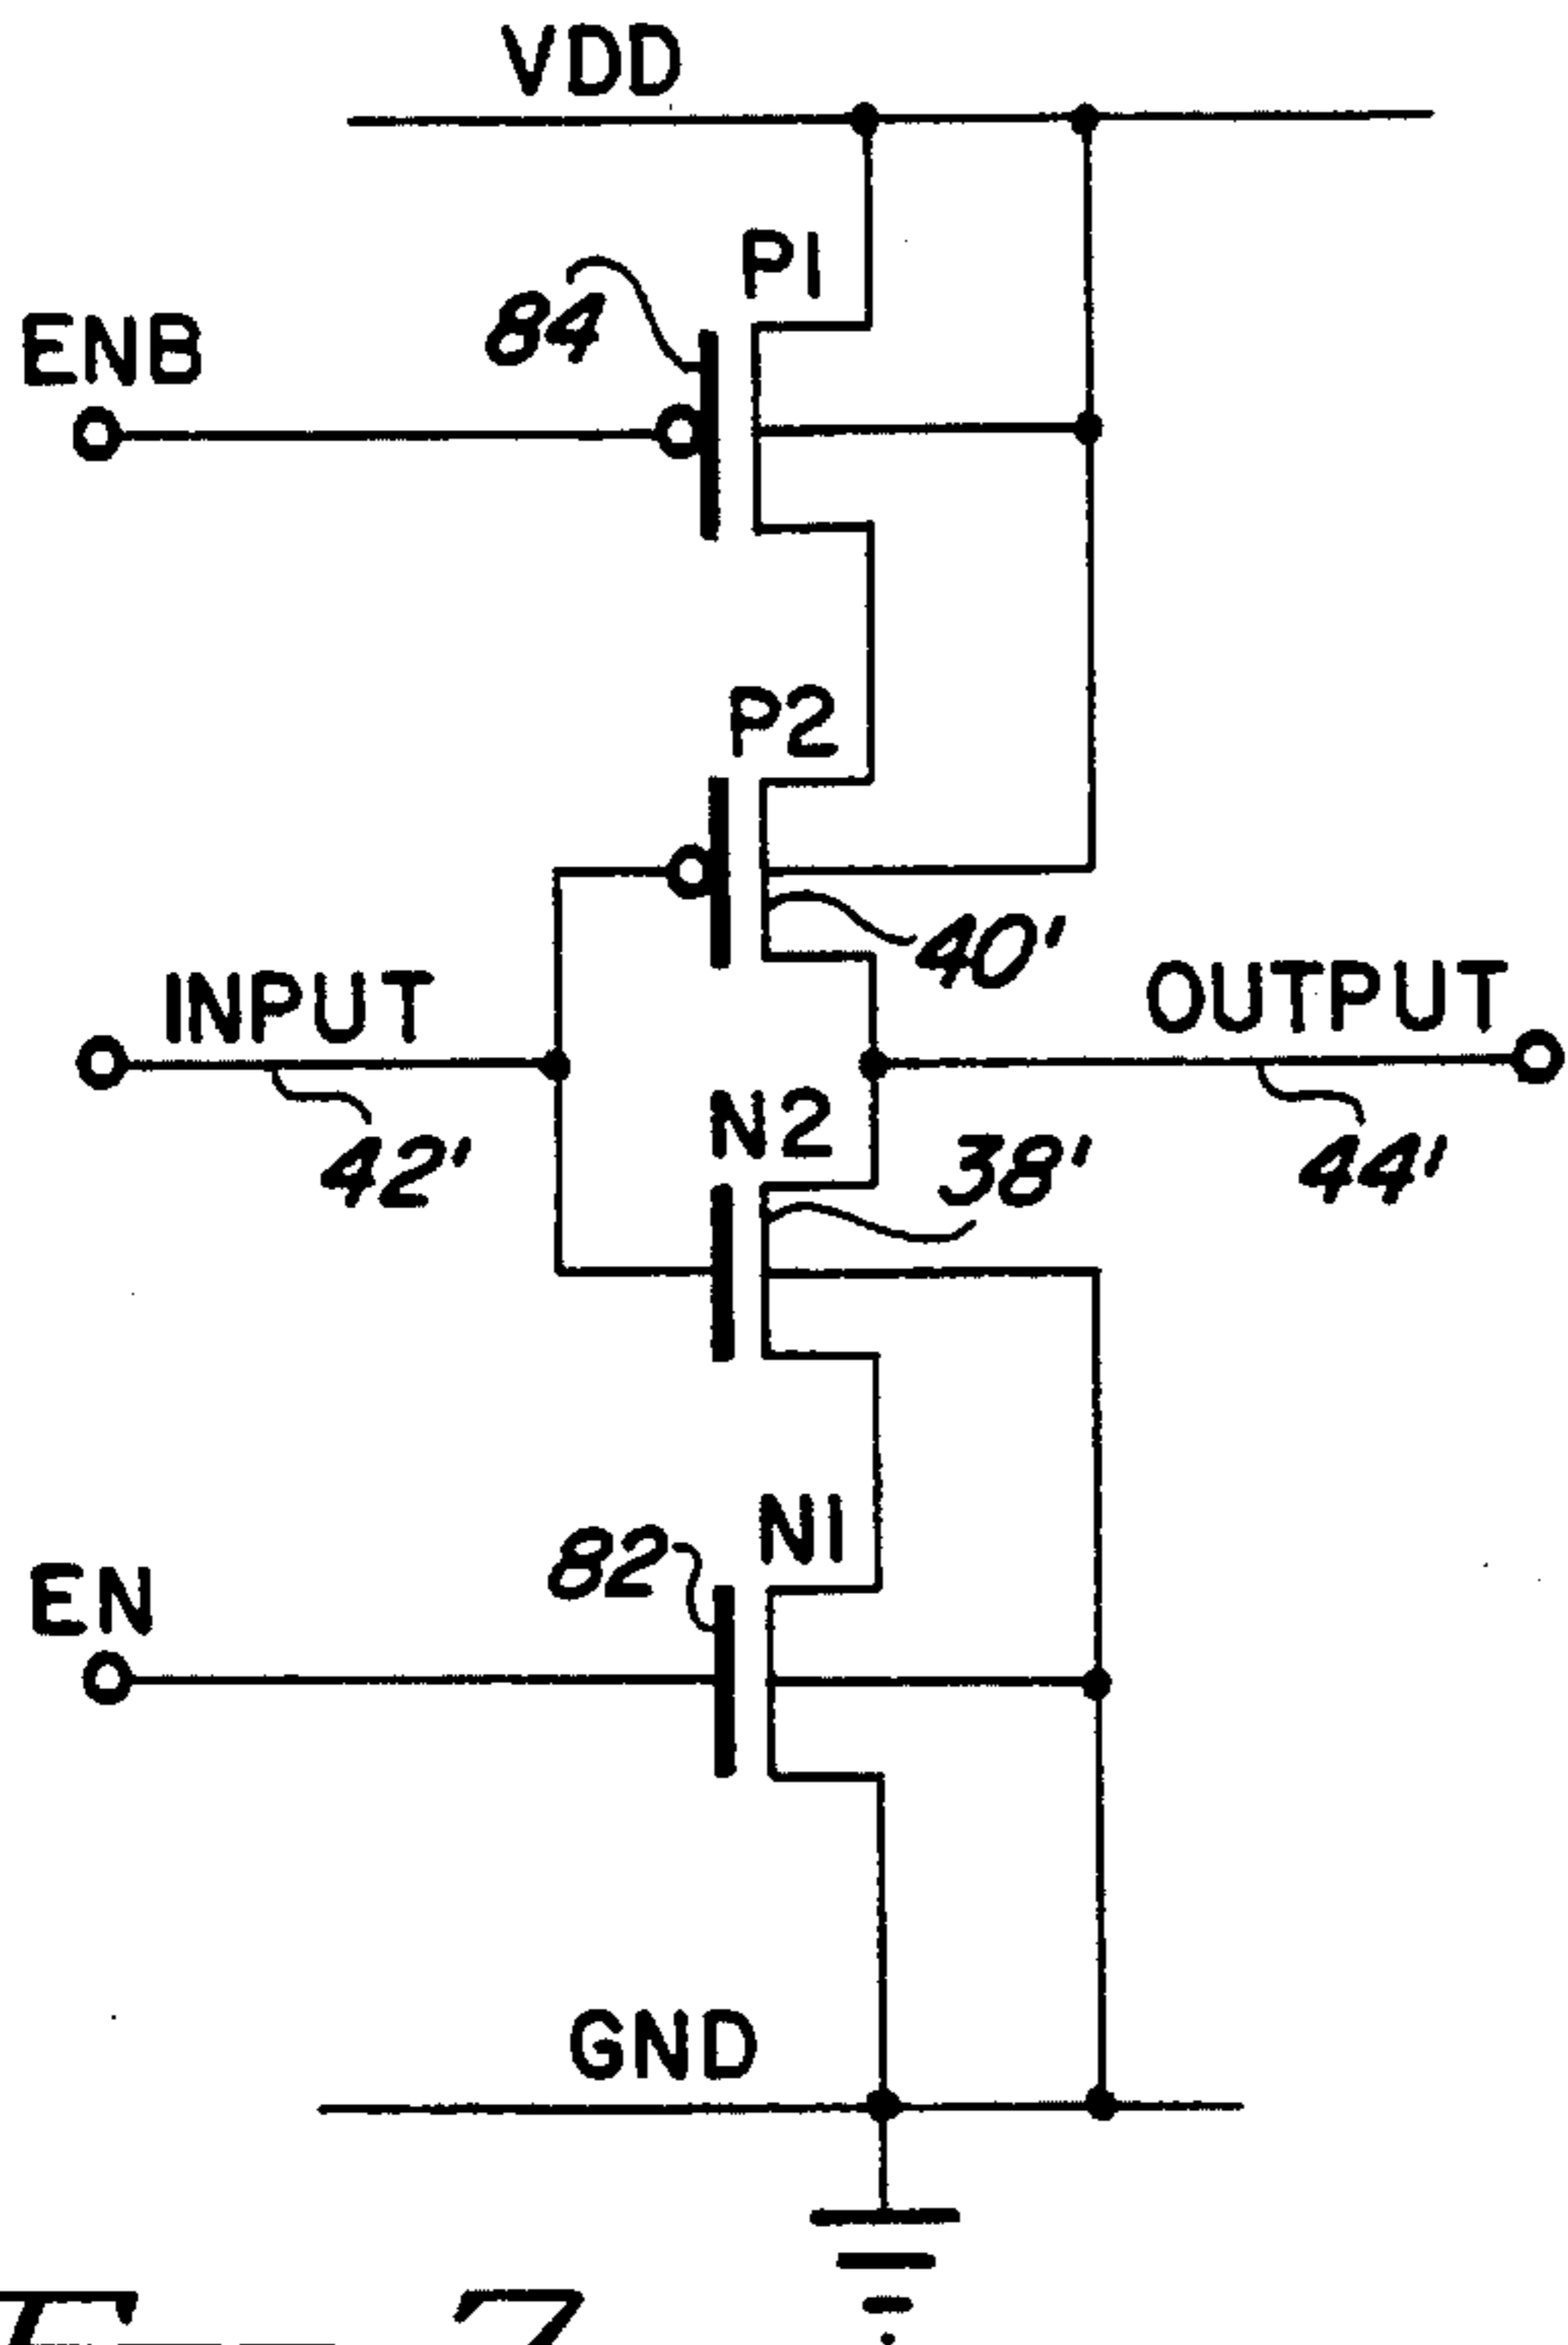 VDD
P1
84
ENB
P2
40'
INPUT
OUTPUT
42'
N2
38'
44'
N1
82
EN
GND